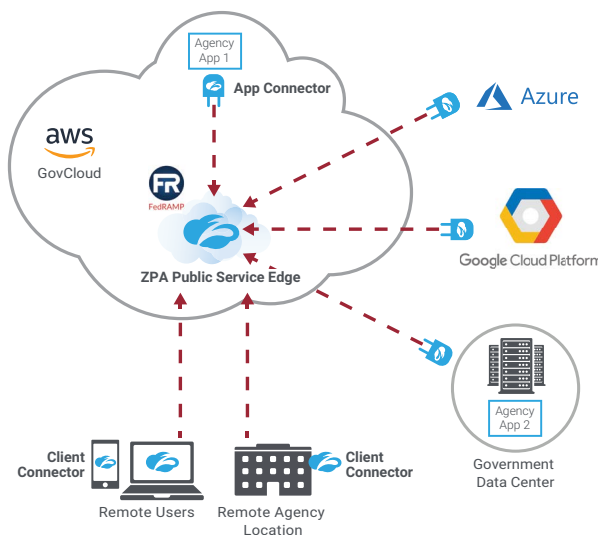 Agency
App 1
App Connector
aws
GovCloud
FR
FedRAMP
ZPA Public Service Edge
Azure
Google Cloud Platform
Agency
App 2
Government
Data Center
Client
Connector
Remote Users
Client
Connector
Remote Agency
Location